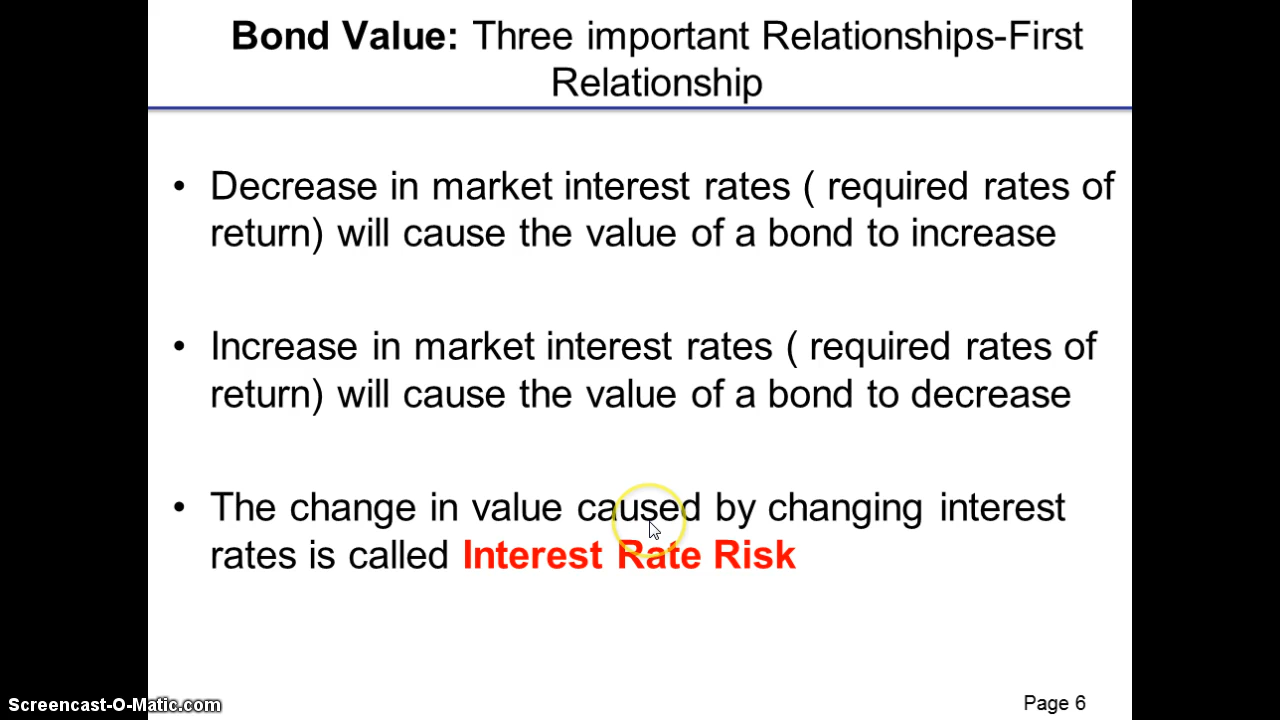 Bond Value: Three important Relationships-First
Relationship
• Decrease in market interest rates ( required rates of
return) will cause the value of a bond to increase
• Increase in market interest rates ( required rates of
return) will cause the value of a bond to decrease
• The change in value caused by changing interest
rates is called Interest Rate Risk
Screencast-O-Matic.com
Page 6